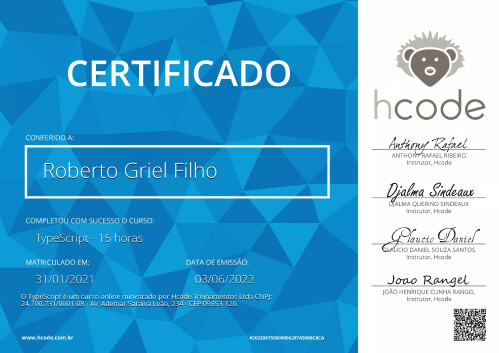 CERTIFICADO
CONFERIDO A:
Roberto Griel Filho
COMPLETOU COM SUCESSO O CURSO:
TypeScript - 15 horas
MATRICULADO EM:
DATA DE EMISSÃO:
31/01/2021
03/06/2022
O TypeScript é um curso online ministrado por Hcode Treinamentos Ltda CNPJ:
24.700.731/0001-08 - Av. Ademar Saraiva Leão, 234 - CEP 09853-120.
www.hcode.com.br
hcode
Anthony Rafael
ANTHONY RAFAEL RIBEIRO
Instrutor, Hcode
Djalma Sindeaux
DJALMA QUERINO SINDEAUX
Instrutor, Hcode
Glaucio Daniel
GLAUCIO DANIEL SOUZA SANTOS
Instrutor, Hcode
Joao Rangel
JOÃO HENRIQUE CUNHA RANGEL
Instrutor, Hcode